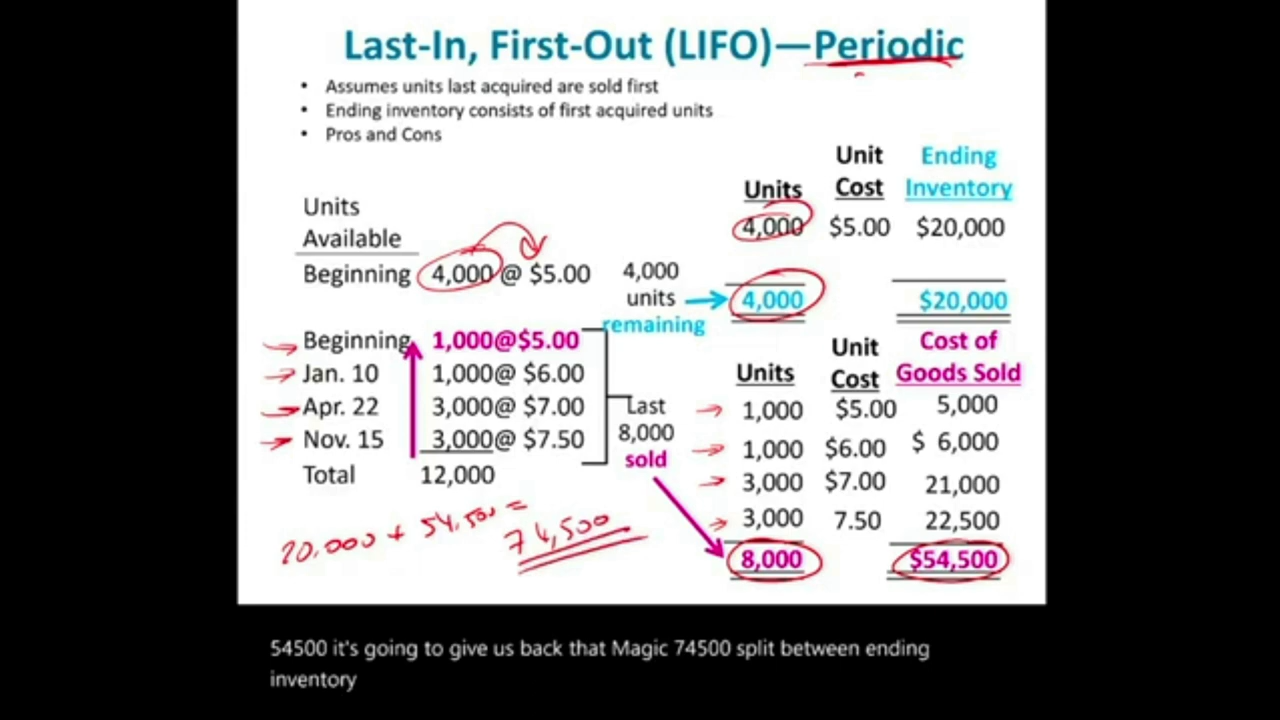 Last-In, First-Out (LIFO)—Periodic
• Assumes units last acquired are sold first
• Ending inventory consists of first acquired units
• Pros and Cons
Units
Available
Beginning 4,000 @ $5.00
Beginning 1,000@$5.00
Jan. 10 1,000@ $6.00
Apr. 22 3,000@ $7.00
Nov. 15 3,000@ $7.50
Total 12,000
20,000 + 54,500 =
74,500
4,000
units
remaining
Last
8,000
sold
Unit Ending
Units Cost Inventory
4,000 $5.00 $20,000
4,000 $20,000
Unit Cost of
Units Cost Goods Sold
1,000 $5.00 5,000
1,000 $6.00 $ 6,000
3,000 $7.00 21,000
3,000 7.50 22,500
8,000 $54,500
54500 it's going to give us back that Magic 74500 split between ending
inventory